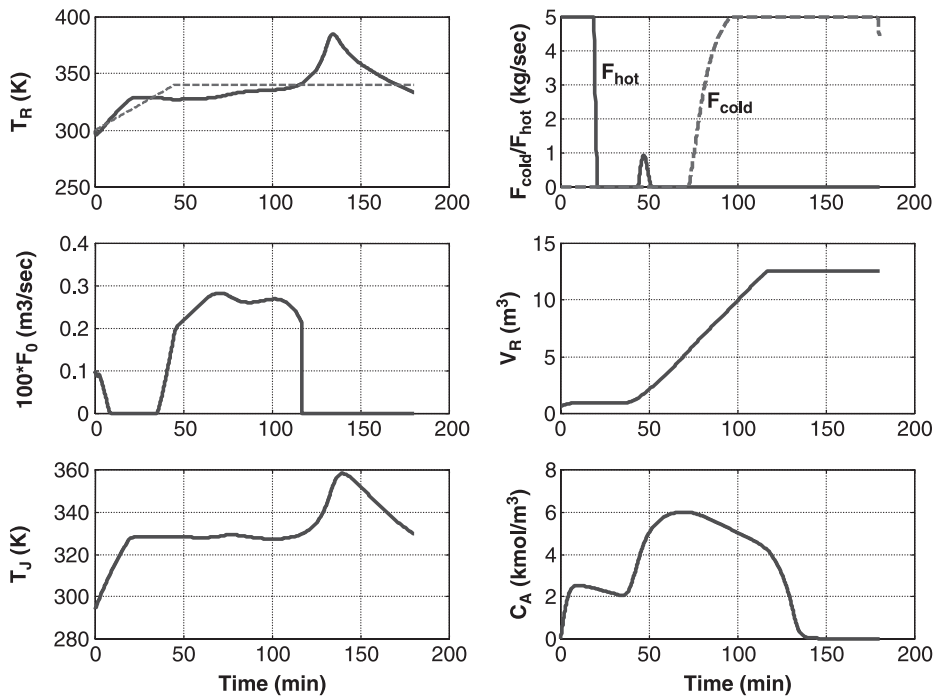 T_R (K)
400
350
300
250
0 50 100 150 200
F_cold/F_hot (kg/sec)
5
4
3
2
1
0
F_hot
F_cold
0 50 100 150 200
100*F_0 (m3/sec)
0.4
0.3
0.2
0.1
0
0 50 100 150 200
V_R (m³)
15
10
5
0
0 50 100 150 200
T_J (K)
360
340
320
300
280
0 50 100 150 200
Time (min)
C_A (kmol/m³)
8
6
4
2
0
0 50 100 150 200
Time (min)